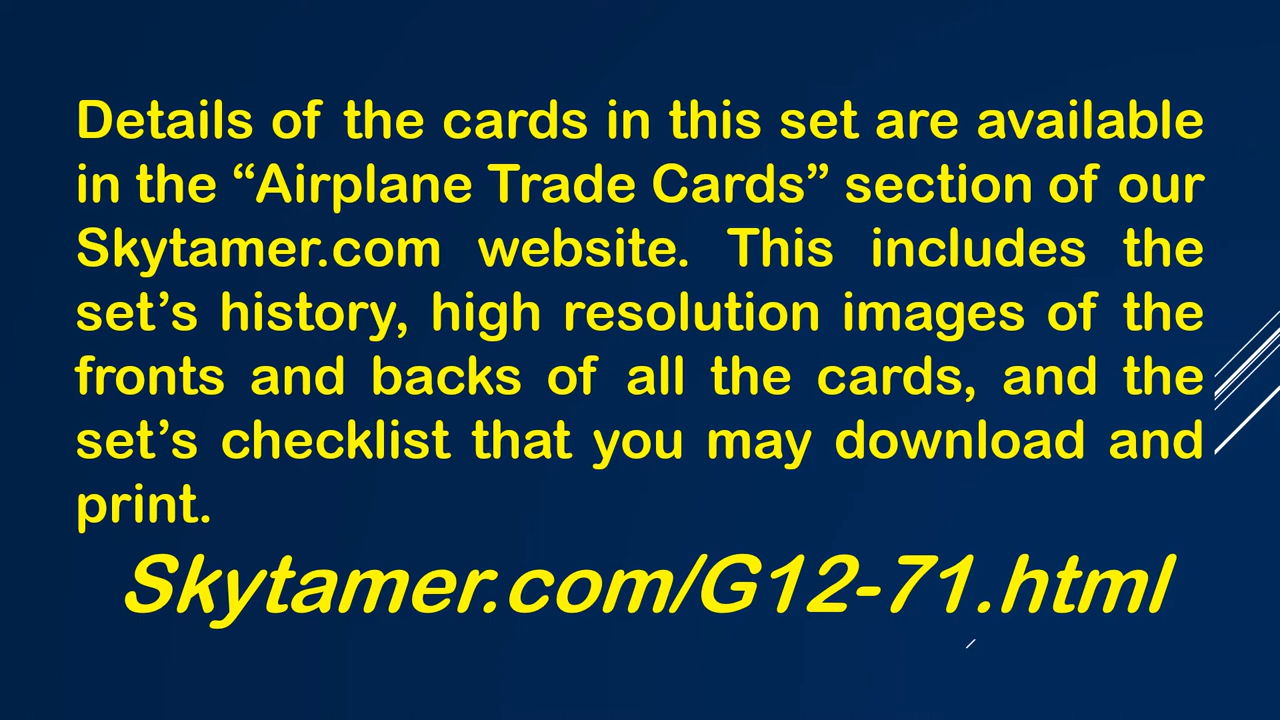 Details of the cards in this set are available
in the “Airplane Trade Cards” section of our
Skytamer.com website. This includes the
set’s history, high resolution images of the
fronts and backs of all the cards, and the
set’s checklist that you may download and
print.
Skytamer.com/G12-71.html